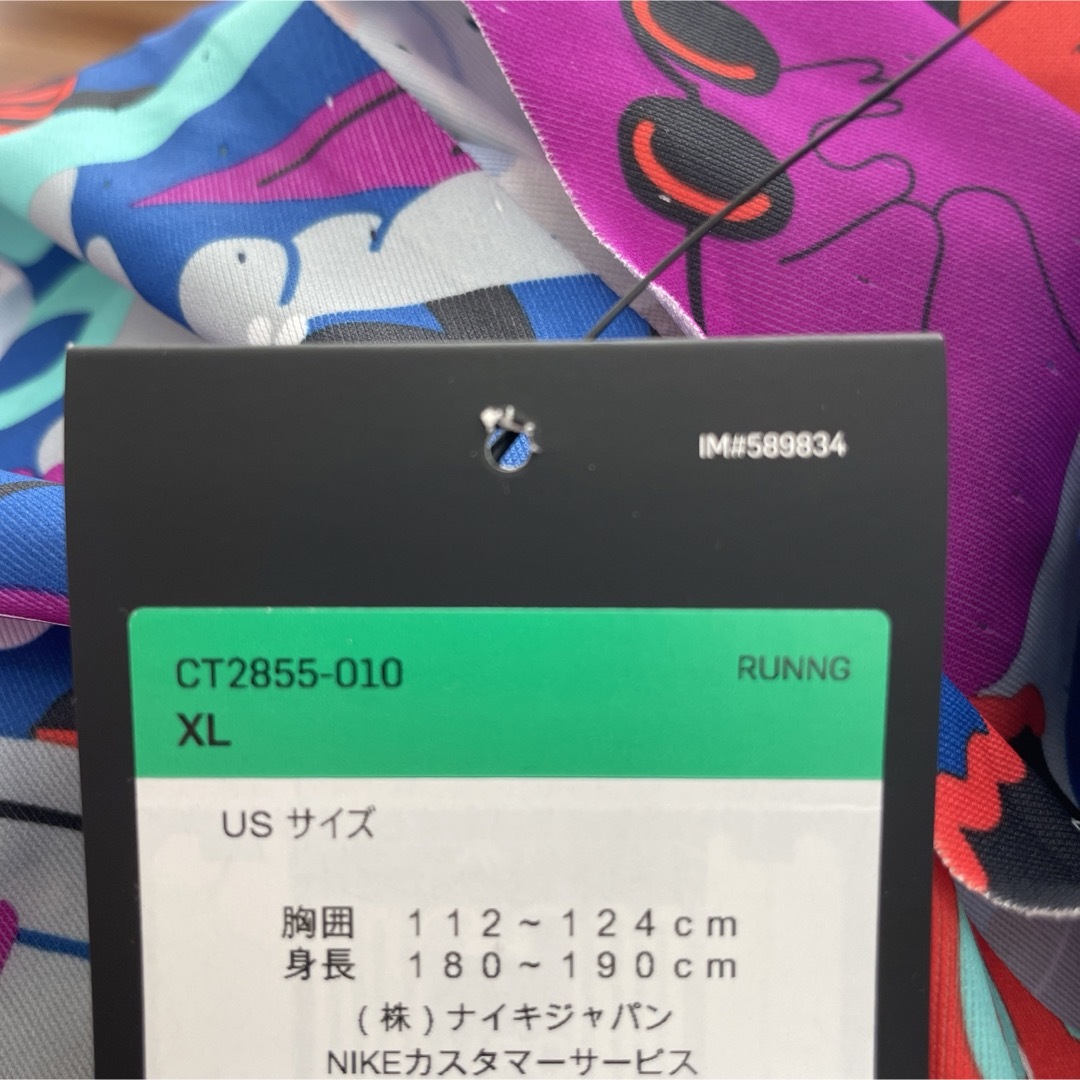 IM#589834
CT2855-010 RUNNG
XL
US サイズ
胸囲 112~124cm
身長 180~190cm
(株)ナイキジャパン
NIKEカスタマーサービス